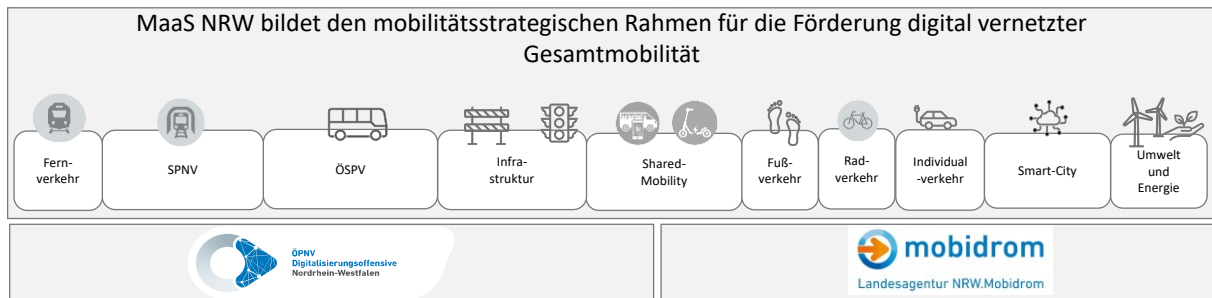 MaaS NRW bildet den mobilitätsstrategischen Rahmen für die Förderung digital vernetzter
Gesamtmobilität
Fern-
verkehr
SPNV
ÖSPV
Infra-
struktur
Shared-
Mobility
Fuß-
verkehr
Rad-
verkehr
Individual
-verkehr
Smart-City
Umwelt
und
Energie
ÖPNV
Digitalisierungsoffensive
Nordrhein-Westfalen
mobidrom
Landesagentur NRW.Mobidrom